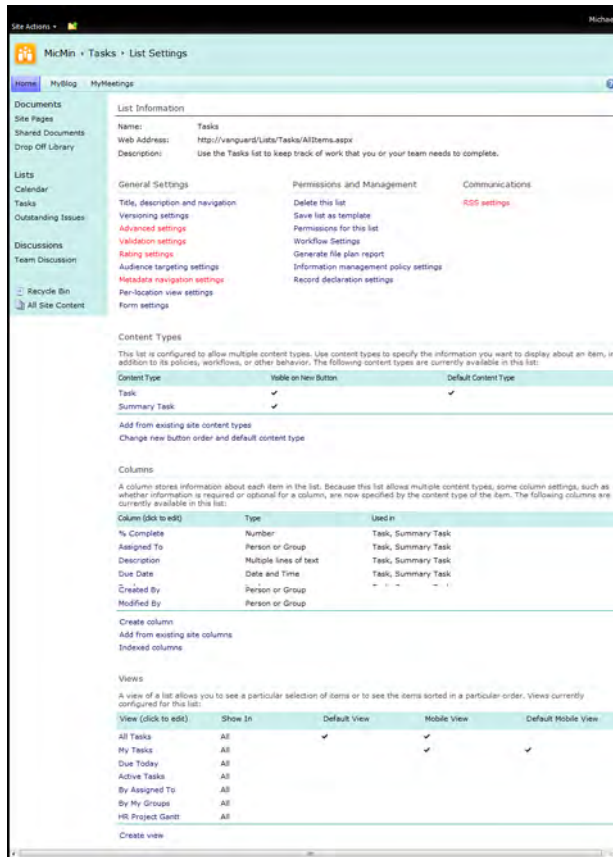 Site Actions
Michae
MicMin › Tasks › List Settings
Home MyBlog MyMeetings
Documents
Site Pages
Shared Documents
Drop Off Library
Lists
Calendar
Tasks
Outstanding Issues
Discussions
Team Discussion
Recycle Bin
All Site Content
List Information
Name: Tasks
Web Address: http://vanguard/Lists/Tasks/AllItems.aspx
Description: Use the Tasks list to keep track of work that you or your team needs to complete.
General Settings Permissions and Management Communications
Title, description and navigation Delete this list RSS settings
Versioning settings Save list as template
Advanced settings Permissions for this list
Validation settings Workflow Settings
Rating settings Generate file plan report
Audience targeting settings Information management policy settings
Metadata navigation settings Record declaration settings
Per-location view settings
Form settings
Content Types
This list is configured to allow multiple content types. Use content types to specify the information you want to display about an item, in
addition to its policies, workflows, or other behavior. The following content types are currently available in this list:
Content Type Visible on New Button Default Content Type
Task ✔ ✔
Summary Task ✔
Add from existing site content types
Change new button order and default content type
Columns
A column stores information about each item in the list. Because this list allows multiple content types, some column settings, such as
whether information is required or optional for a column, are now specified by the content type of the item. The following columns are
currently available in this list:
Column (click to edit) Type Used in
% Complete Number Task, Summary Task
Assigned To Person or Group Task, Summary Task
Description Multiple lines of text Task, Summary Task
Due Date Date and Time Task, Summary Task
Created By Person or Group
Modified By Person or Group
Create column
Add from existing site columns
Indexed columns
Views
A view of a list allows you to see a particular selection of items or to see the items sorted in a particular order. Views currently
configured for this list:
View (click to edit) Show In Default View Mobile View Default Mobile View
All Tasks All ✔ ✔
My Tasks All ✔ ✔
Due Today All
Active Tasks All
By Assigned To All
By My Groups All
HR Project Gantt All
Create view